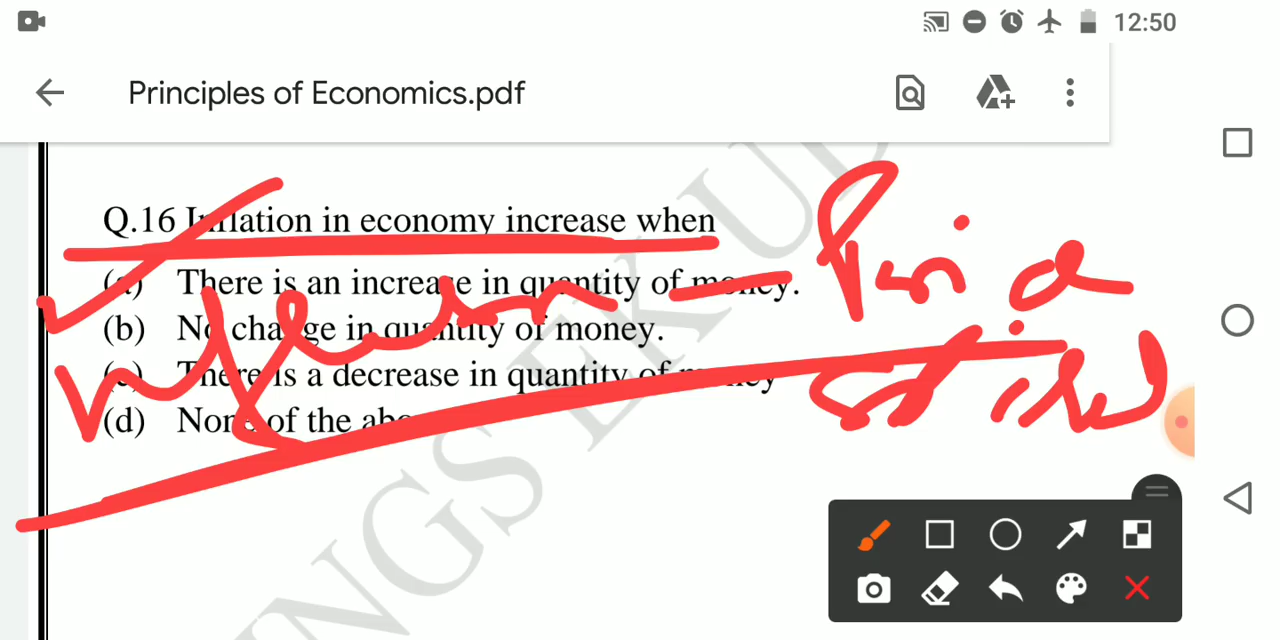 12:50
Principles of Economics.pdf
Q.16 Inflation in economy increase when
(a) There is an increase in quantity of money.
(b) No change in quantity of money.
(c) There is a decrease in quantity of money
(d) None of the above